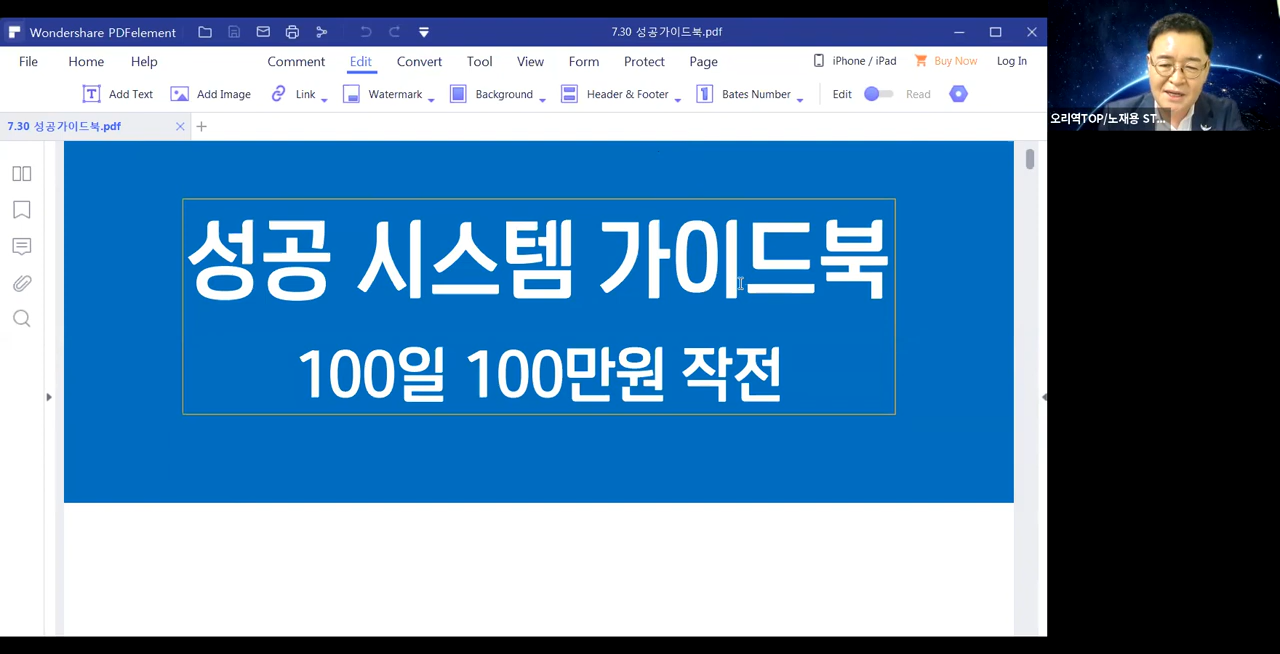 Wondershare PDFelement
7.30 성공가이드북.pdf
File Home Help Comment Edit Convert Tool View Form Protect Page iPhone / iPad Buy Now Log In
Add Text Add Image Link Watermark Background Header & Footer Bates Number Edit Read
7.30 성공가이드북.pdf
성공 시스템 가이드북
100일 100만원 작전
오리역TOP/노재용 ST...